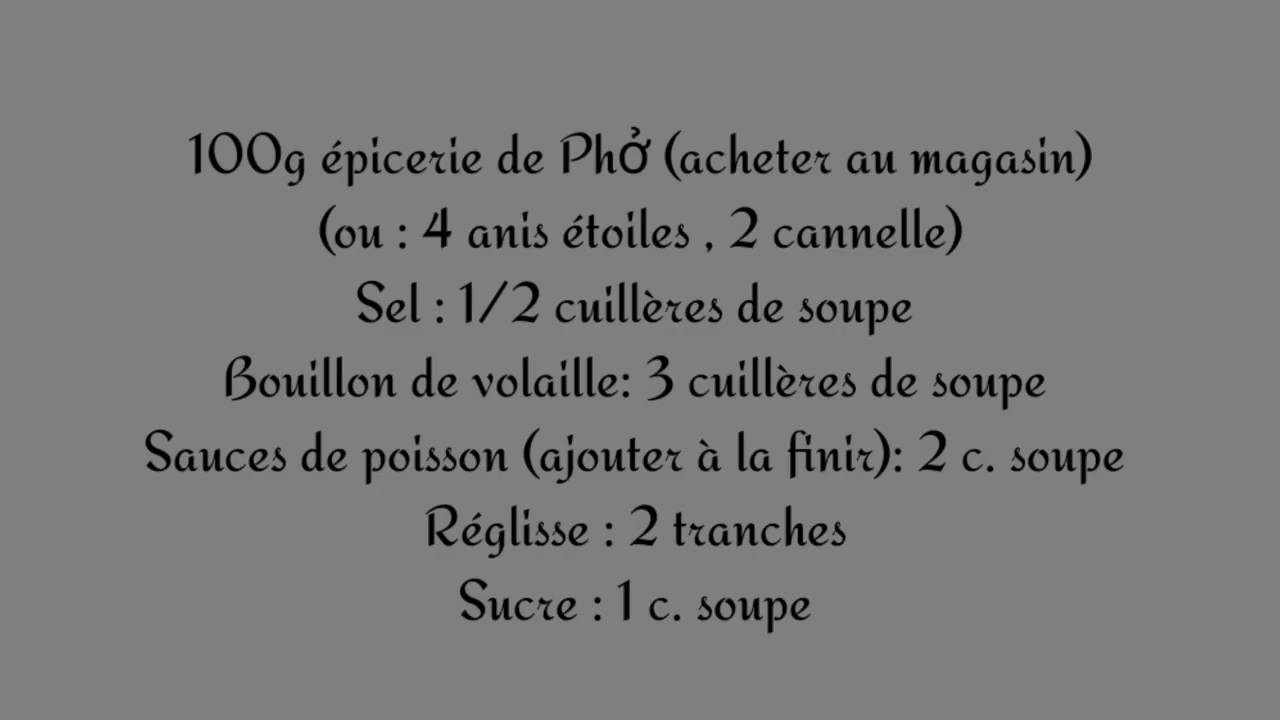 100g épicerie de Phở (acheter au magasin)
(ou : 4 anis étoiles , 2 cannelle)
Sel : 1/2 cuillères de soupe
Bouillon de volaille: 3 cuillères de soupe
Sauces de poisson (ajouter à la finir): 2 c. soupe
Réglisse : 2 tranches
Sucre : 1 c. soupe